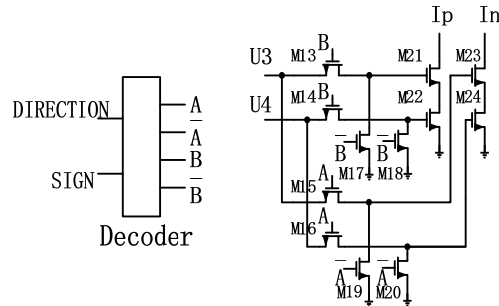 Ip In
U3 M13 B M21 M23
U4 M14 B M22 M24
DIRECTION A
A̅
B
SIGN B̅
Decoder
B̅ M17 B̅ M18
M15 A
M16 A
A̅ M19 A̅ M20